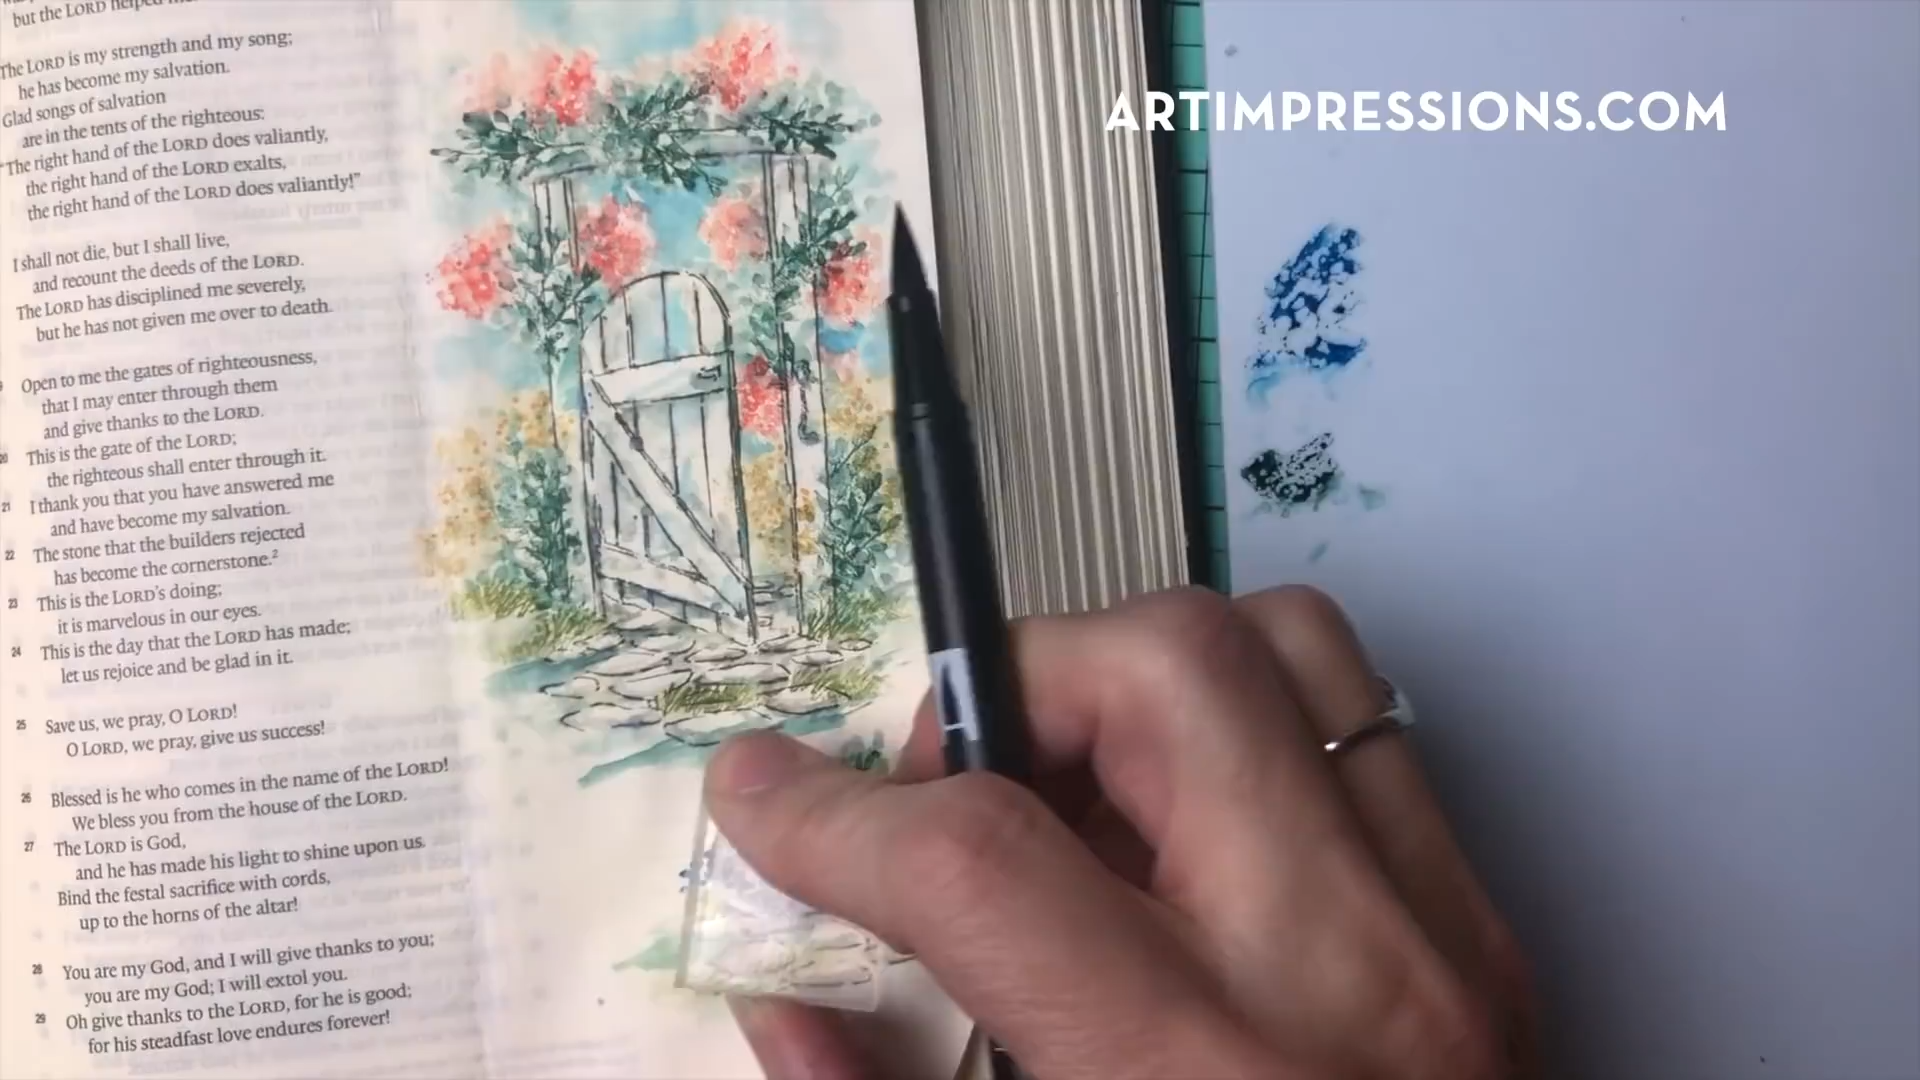 but the LORD helped
The LORD is my strength and my song;
he has become my salvation.
Glad songs of salvation
are in the tents of the righteous:
“The right hand of the LORD does valiantly,
the right hand of the LORD exalts,
the right hand of the LORD does valiantly!”
I shall not die, but I shall live,
and recount the deeds of the LORD.
The LORD has disciplined me severely,
but he has not given me over to death.
Open to me the gates of righteousness,
that I may enter through them
and give thanks to the LORD.
20 This is the gate of the LORD;
the righteous shall enter through it.
21 I thank you that you have answered me
and have become my salvation.
22 The stone that the builders rejected
has become the cornerstone.2
23 This is the LORD's doing;
it is marvelous in our eyes.
24 This is the day that the LORD has made;
let us rejoice and be glad in it.
25 Save us, we pray, O LORD!
O LORD, we pray, give us success!
26 Blessed is he who comes in the name of the LORD!
We bless you from the house of the LORD.
27 The LORD is God,
and he has made his light to shine upon us.
Bind the festal sacrifice with cords,
up to the horns of the altar!
28 You are my God, and I will give thanks to you;
you are my God; I will extol you.
29 Oh give thanks to the LORD, for he is good;
for his steadfast love endures forever!
ARTIMPRESSIONS.COM